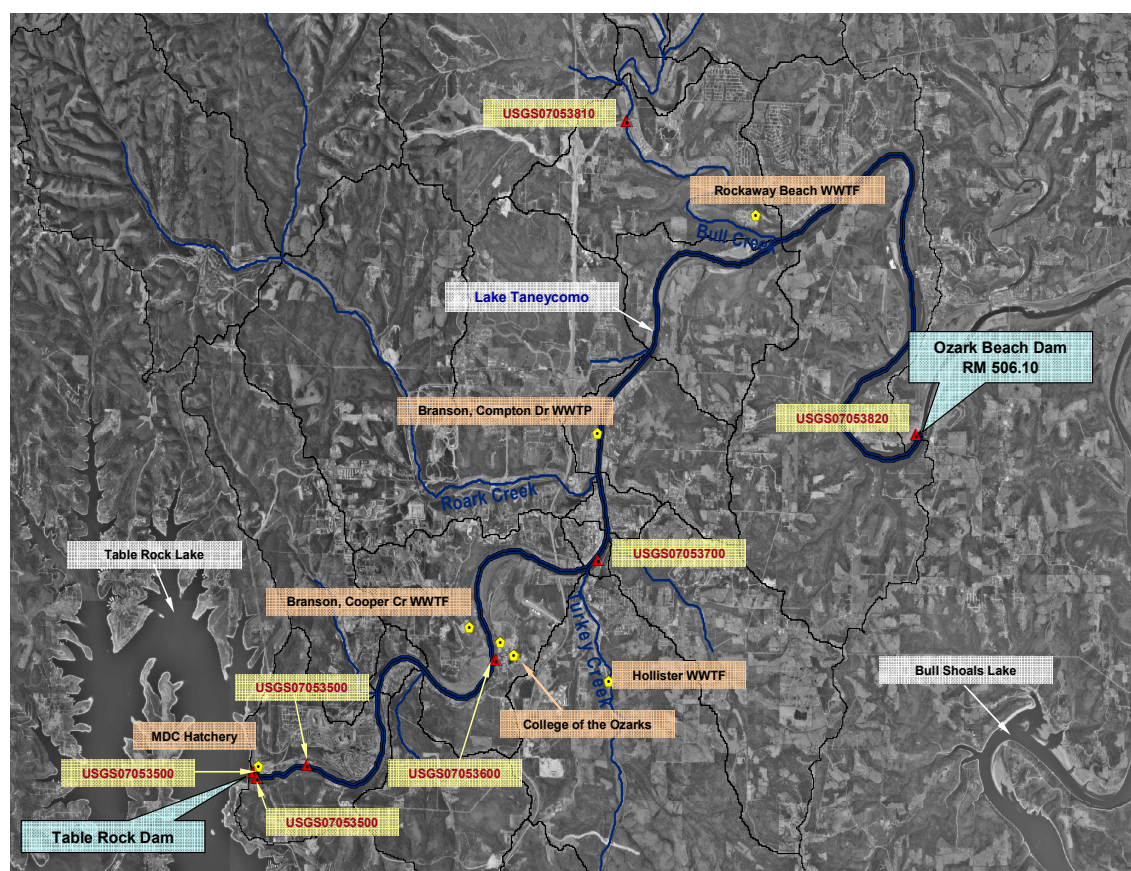 USGS07053810
Rockaway Beach WWTF
Bull Creek
Lake Taneycomo
Ozark Beach Dam
RM 506.10
Branson, Compton Dr WWTP
USGS07053820
Roark Creek
Table Rock Lake
USGS07053700
Branson, Cooper Cr WWTF
Turkey Creek
Hollister WWTF
Bull Shoals Lake
USGS07053500
College of the Ozarks
MDC Hatchery
USGS07053500
USGS07053600
USGS07053500
Table Rock Dam